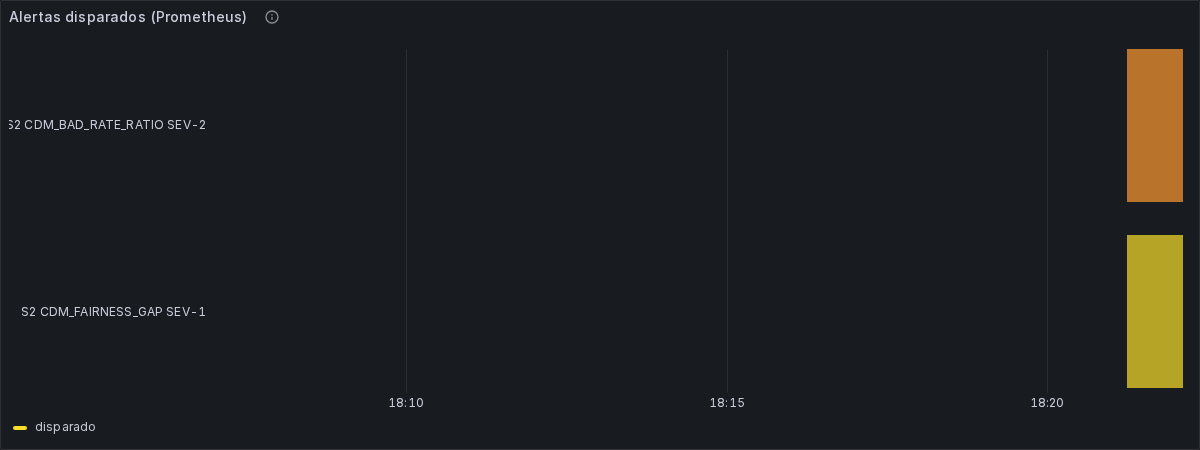 Alertas disparados (Prometheus)
S2 CDM_BAD_RATE_RATIO SEV-2
S2 CDM_FAIRNESS_GAP SEV-1
18:10 18:15 18:20
disparado